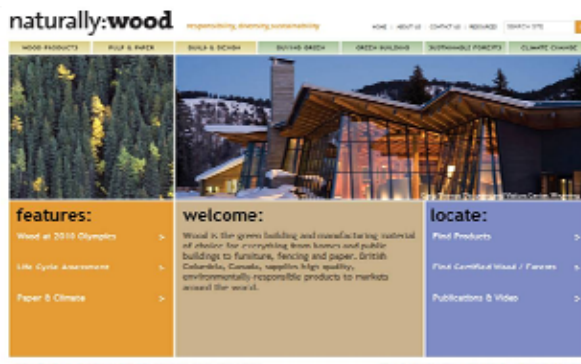 naturally:wood
responsibility, diversity, sustainability
HOME | ABOUT US | CONTACT US | RESOURCES
SEARCH SITE
WOOD PRODUCTS
PULP & PAPER
BUILD & DESIGN
BUYING GREEN
GREEN BUILDING
SUSTAINABLE FORESTS
CLIMATE CHANGE
features:
Wood at 2010 Olympics >
Life Cycle Assessment >
Paper & Climate >
welcome:
Wood is the green building and manufacturing material
of choice for everything from homes and public
buildings to furniture, fencing and paper. British
Columbia, Canada, supplies high quality,
environmentally responsible products to markets
around the world.
locate:
Find Products >
Find Certified Wood / Forests >
Publications & Video >